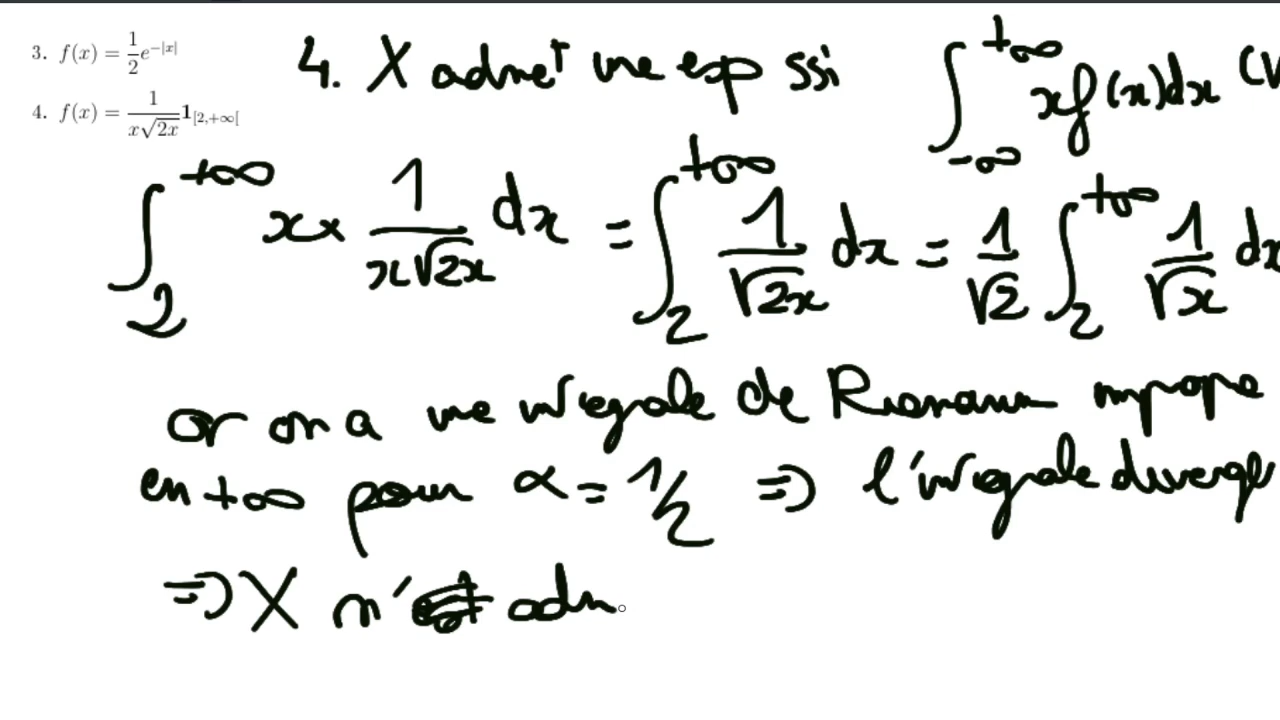 3. f(x) = 1/2 e^{-|x|}
4. f(x) = 1/(x√2x) 1_{[2,+∞[}
4. X admet une esp ssi ∫_{-∞}^{+∞} xf(x)dx CV
∫_2^{+∞} x × 1/(x√2x) dx = ∫_2^{+∞} 1/√2x dx = 1/√2 ∫_2^{+∞} 1/√x dx
or on a une intégrale de Riemann impropre
en +∞ pour α = 1/2 ⇒ l'intégrale diverge
⇒ X n' adm